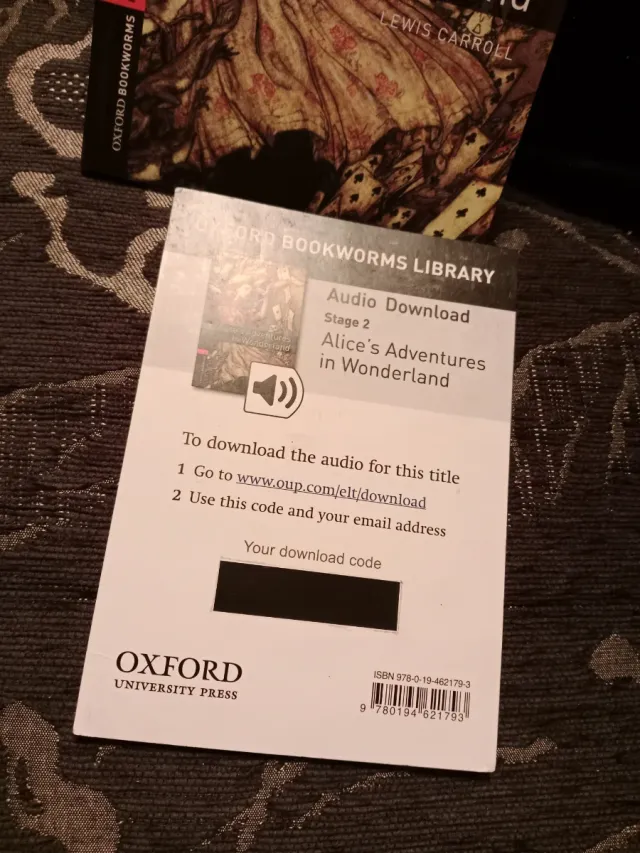 LEWIS CARROLL
OXFORD BOOKWORMS
OXFORD BOOKWORMS LIBRARY
Audio Download
Stage 2
Alice's Adventures
in Wonderland
To download the audio for this title
1 Go to www.oup.com/elt/download
2 Use this code and your email address
Your download code
OXFORD
UNIVERSITY PRESS
ISBN 978-0-19-462179-3
9 780194 621793